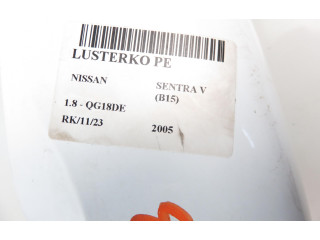 LUSTERKO PE
NISSAN SENTRA V
(B15)
1.8 - QG18DE
RK/11/23 2005